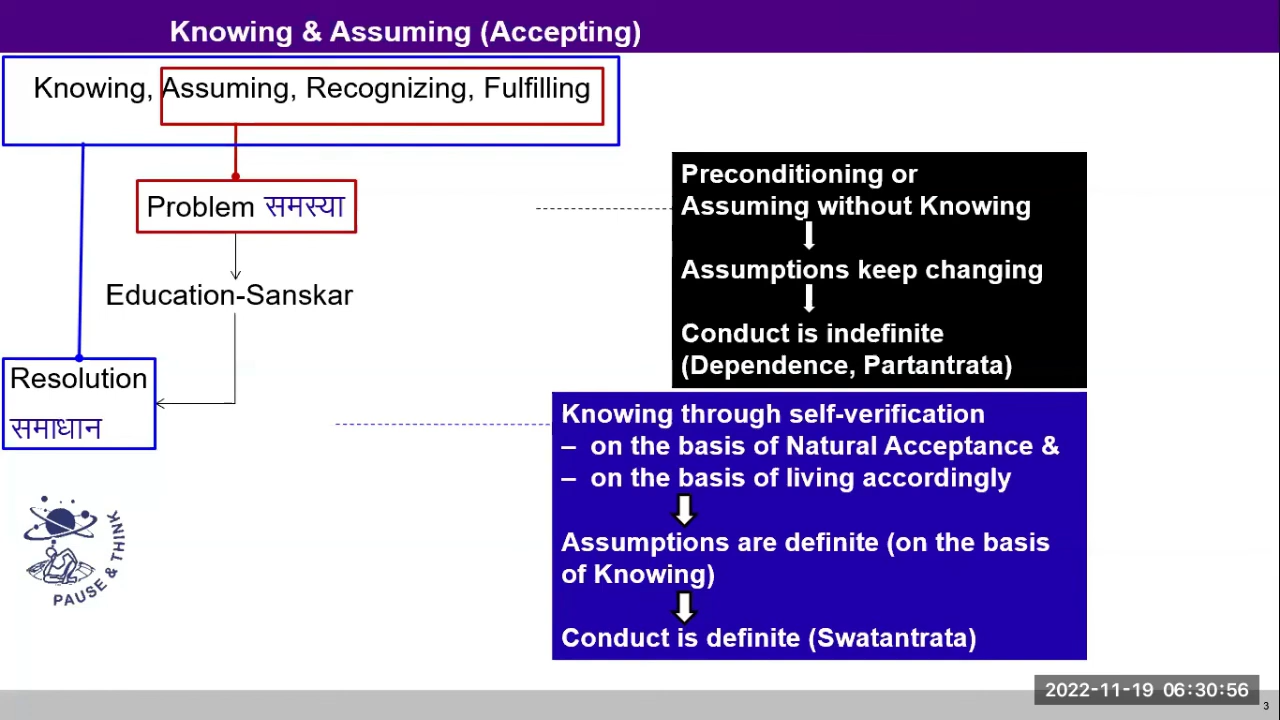 Knowing & Assuming (Accepting)
Knowing, Assuming, Recognizing, Fulfilling
Problem समस्या
Education-Sanskar
Resolution
समाधान
Preconditioning or
Assuming without Knowing
Assumptions keep changing
Conduct is indefinite
(Dependence, Partantrata)
Knowing through self-verification
– on the basis of Natural Acceptance &
– on the basis of living accordingly
Assumptions are definite (on the basis
of Knowing)
Conduct is definite (Swatantrata)
PAUSE & THINK
2022-11-19 06:30:56
3